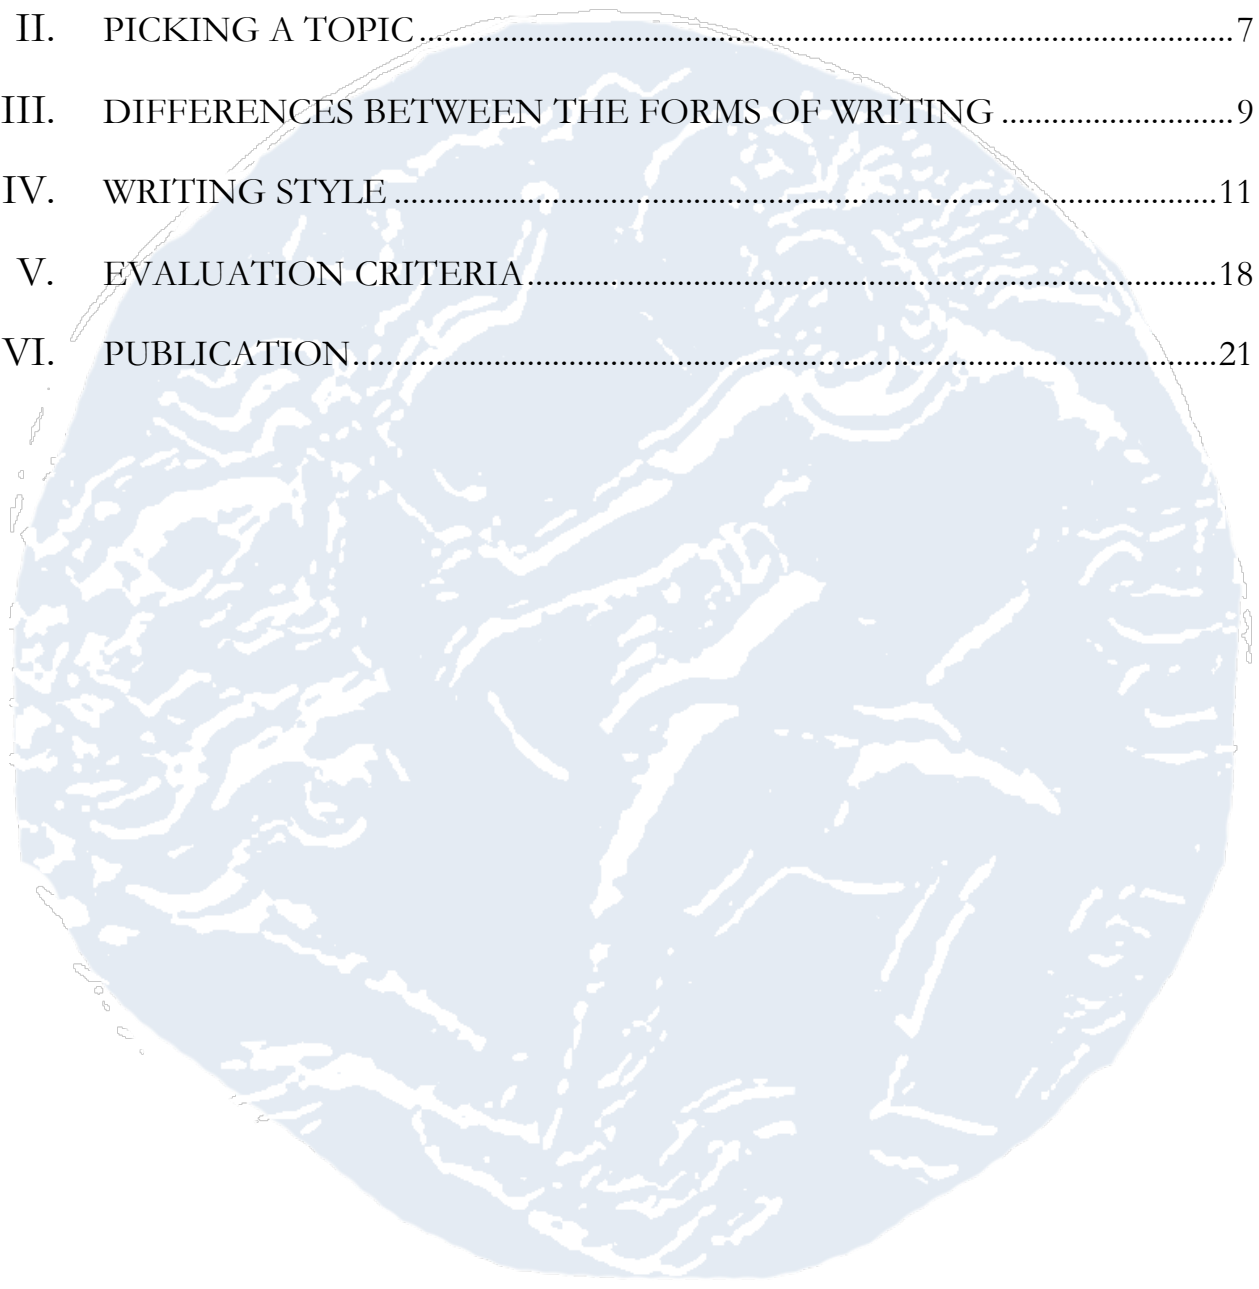 II. PICKING A TOPIC ........................................................................................................ 7
III. DIFFERENCES BETWEEN THE FORMS OF WRITING ............................ 9
IV. WRITING STYLE ........................................................................................................ 11
V. EVALUATION CRITERIA ........................................................................................ 18
VI. PUBLICATION ............................................................................................................ 21